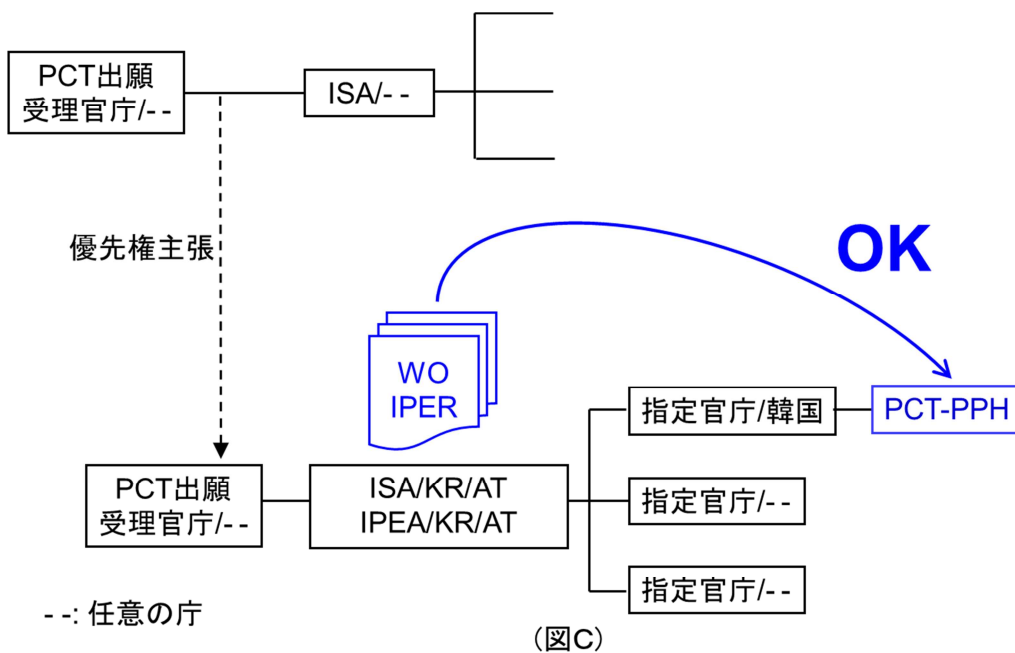 PCT出願
受理官庁/- -
ISA/- -
優先権主張
OK
WO
IPER
指定官庁/韓国
PCT-PPH
PCT出願
受理官庁/- -
ISA/KR/AT
IPEA/KR/AT
指定官庁/- -
指定官庁/- -
- -: 任意の庁
（図C）